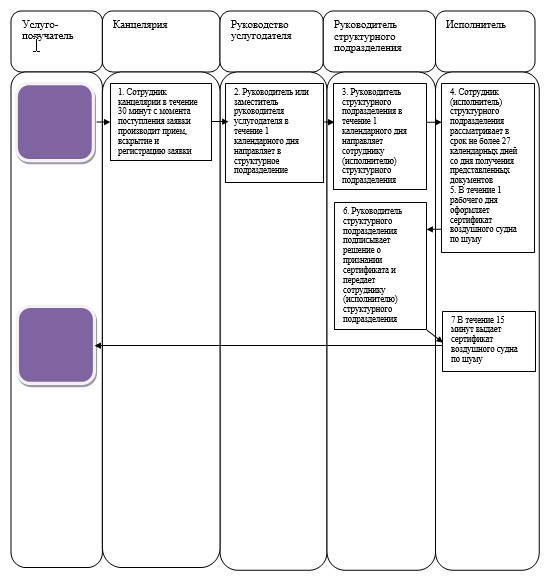 Услуго-
получатель
Канцелярия
Руководство
услугодателя
Руководитель
структурного
подразделения
Исполнитель
1. Сотрудник
канцелярии в течение
30 минут с момента
поступления заявки
производит прием,
вскрытие и
регистрацию заявки
2. Руководитель или
заместитель
руководителя
услугодателя в
течение 1
календарного дня
направляет в
структурное
подразделение
3. Руководитель
структурного
подразделения в
течение 1
календарного дня
направляет
сотруднику
(исполнителю)
структурного
подразделения
4. Сотрудник
(исполнитель)
структурного
подразделения
рассматривает в
срок не более 27
календарных дней
со дня получения
представленных
документов
5. В течение 1
рабочего дня
оформляет
сертификат
воздушного судна
по шуму
6. Руководитель
структурного
подразделения
подписывает
решение о
признании
сертификата и
передает
сотруднику
(исполнителю)
структурного
подразделения
7 В течение 15
минут выдает
сертификат
воздушного судна
по шуму